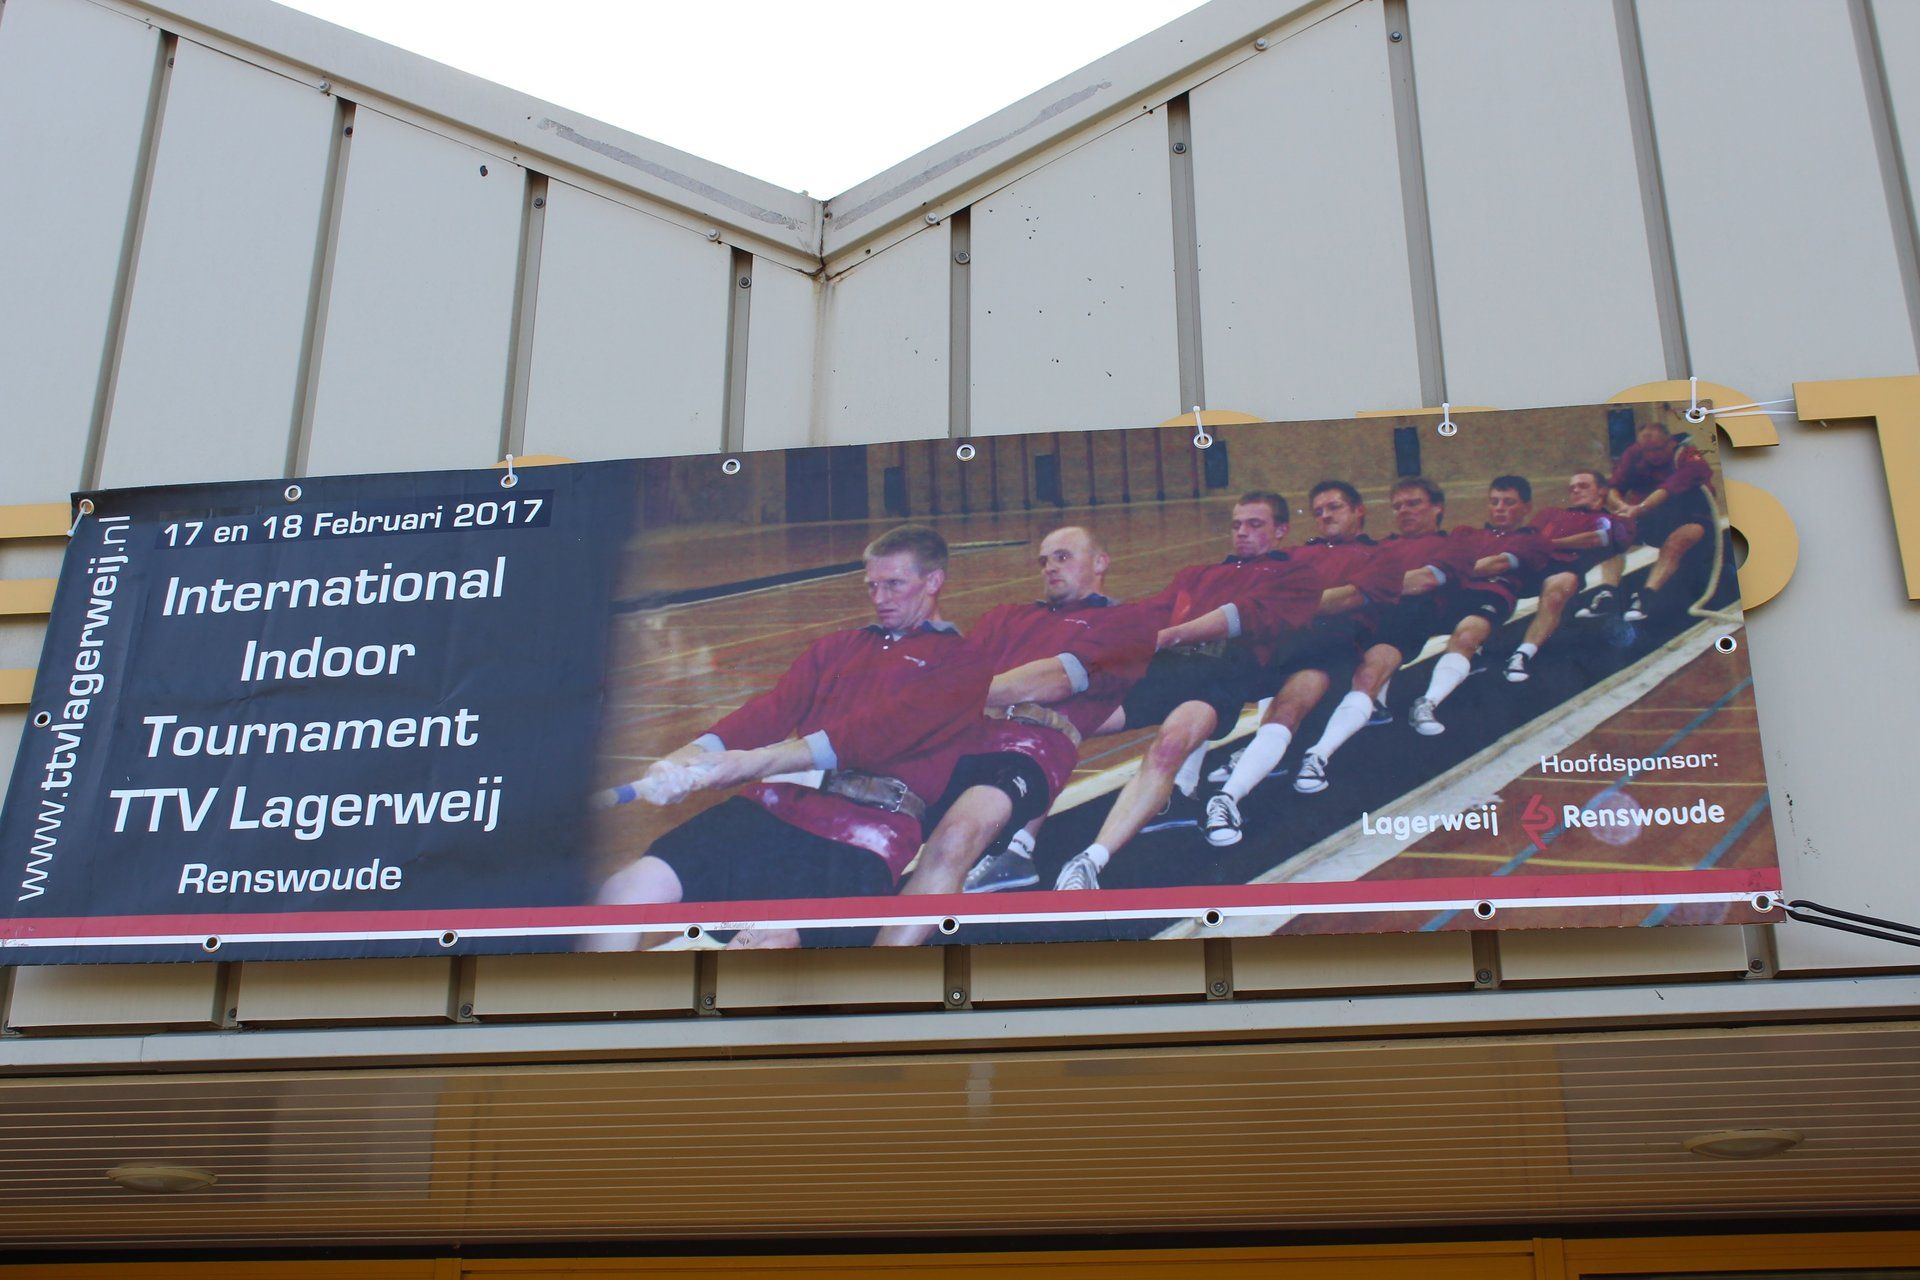 www.ttvlagerweij.nl
17 en 18 Februari 2017
International
Indoor
Tournament
TTV Lagerweij
Renswoude
Hoofdsponsor:
Lagerweij Renswoude